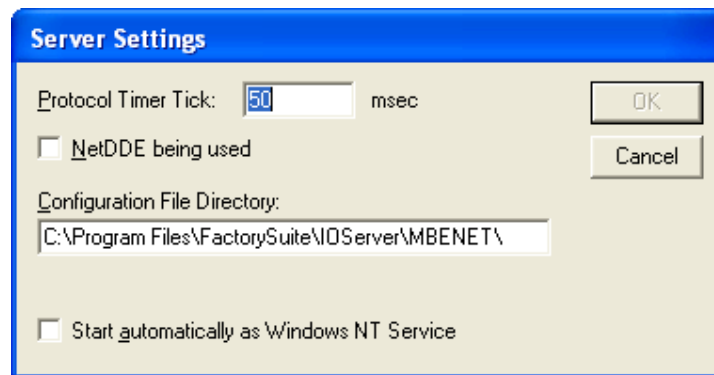 Server Settings
Protocol Timer Tick: 50 msec
OK
NetDDE being used
Cancel
Configuration File Directory:
C:\Program Files\FactorySuite\IOServer\MBENET\
Start automatically as Windows NT Service